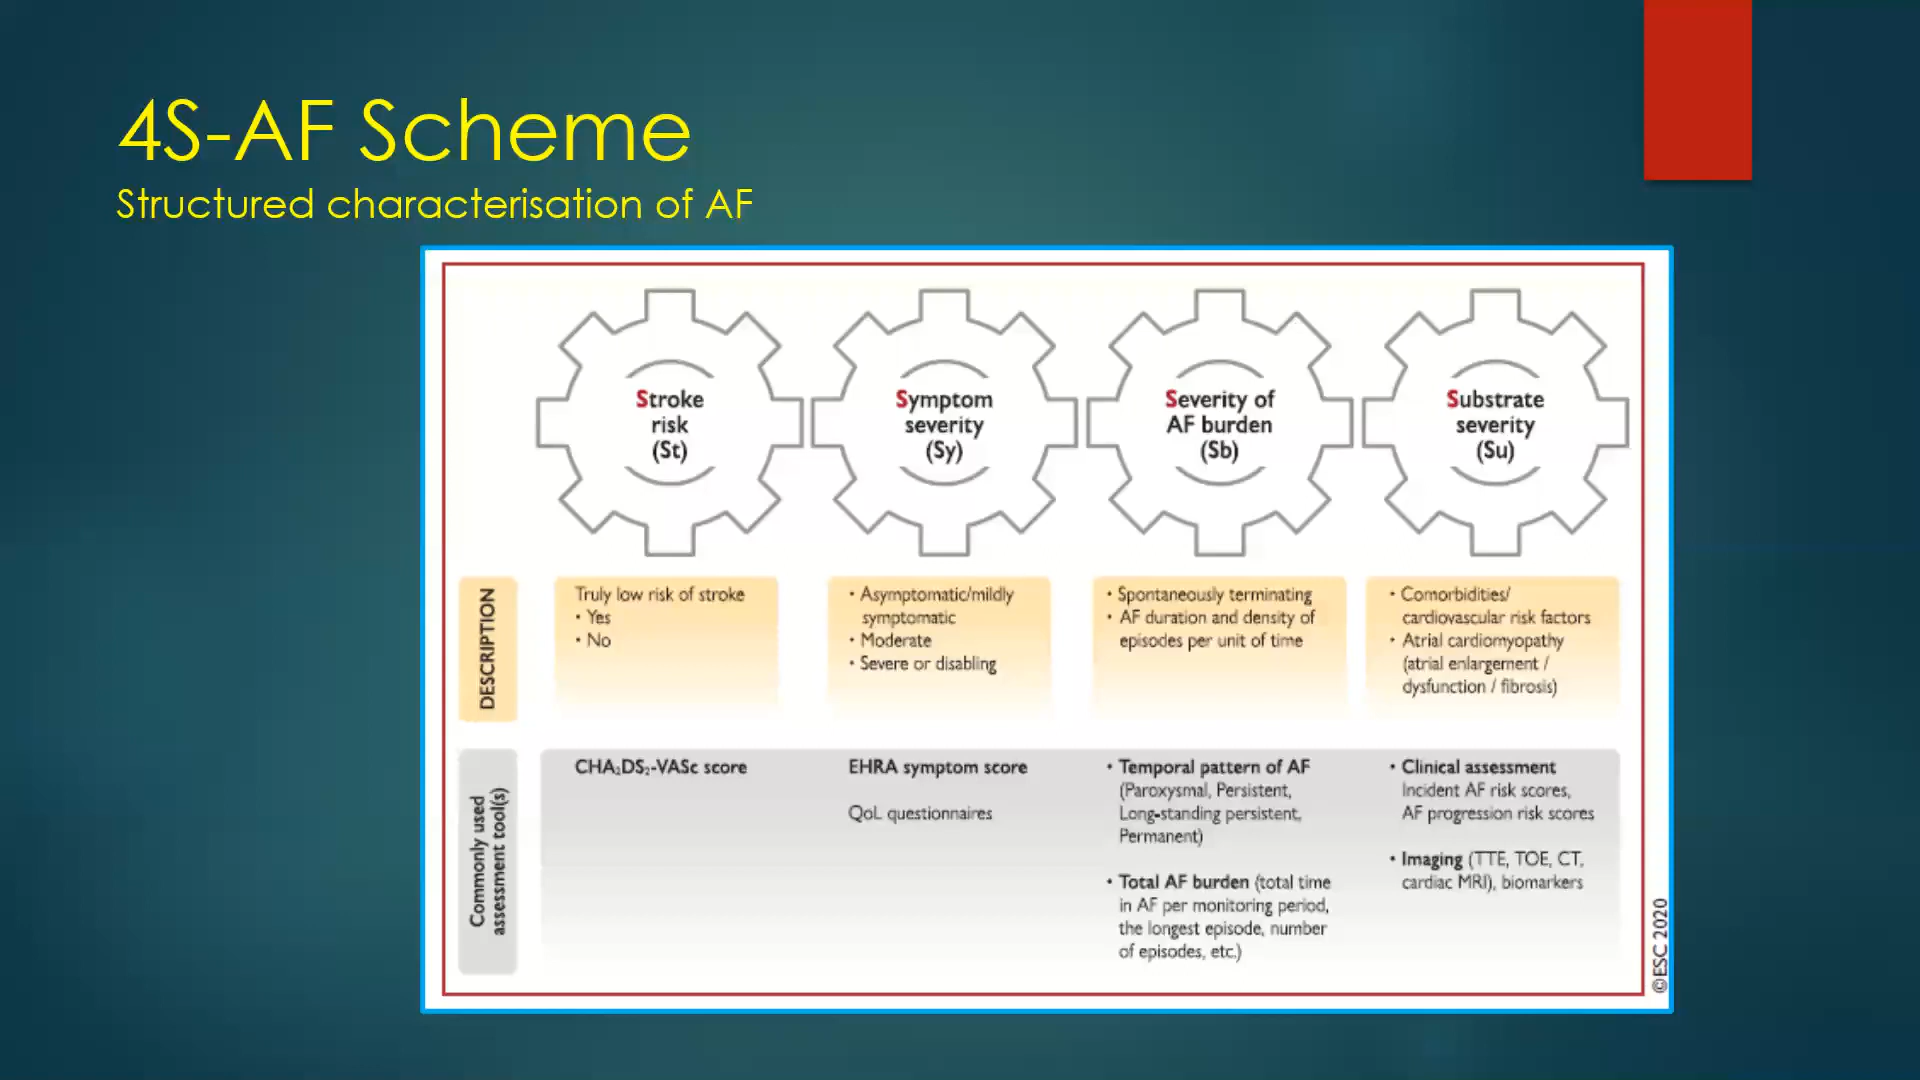 4S-AF Scheme
Structured characterisation of AF
Stroke
risk
(St)
Symptom
severity
(Sy)
Severity of
AF burden
(Sb)
Substrate
severity
(Su)
DESCRIPTION
Truly low risk of stroke
• Yes
• No
• Asymptomatic/mildly
symptomatic
• Moderate
• Severe or disabling
• Spontaneously terminating
• AF duration and density of
episodes per unit of time
• Comorbidities/
cardiovascular risk factors
• Atrial cardiomyopathy
(atrial enlargement /
dysfunction / fibrosis)
Commonly used
assessment tool(s)
CHA₂DS₂-VASc score
EHRA symptom score
QoL questionnaires
• Temporal pattern of AF
(Paroxysmal, Persistent,
Long-standing persistent,
Permanent)
• Total AF burden (total time
in AF per monitoring period,
the longest episode, number
of episodes, etc.)
• Clinical assessment
Incident AF risk scores,
AF progression risk scores
• Imaging (TTE, TOE, CT,
cardiac MRI), biomarkers
©ESC 2020